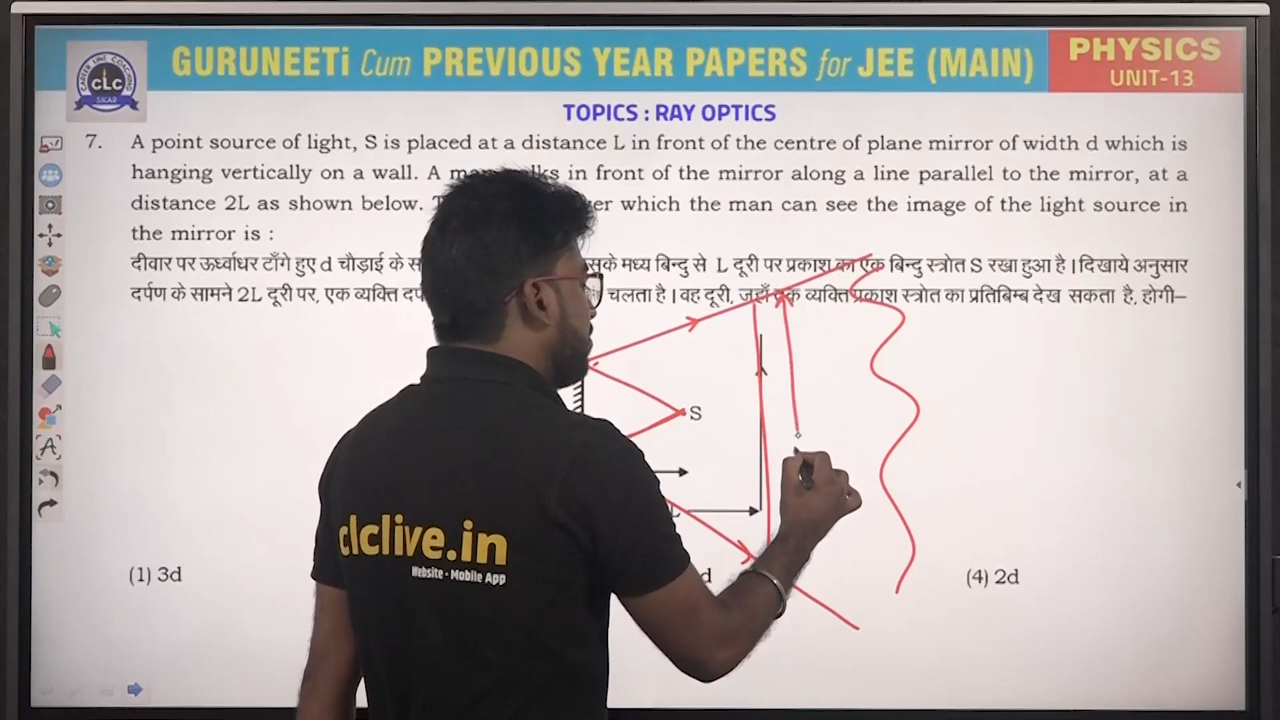 GURUNEETi Cum PREVIOUS YEAR PAPERS for JEE (MAIN)
PHYSICS
UNIT-13
CLC
SIKAR
TOPICS : RAY OPTICS
7. A point source of light, S is placed at a distance L in front of the centre of plane mirror of width d which is
hanging vertically on a wall. A in front of the mirror along a line parallel to the mirror, at a
distance 2L as shown below. which the man can see the image of the light source in
the mirror is :
दीवार पर ऊर्ध्वाधर टाँगे हुए d चौड़ाई के मध्य बिन्दु से L दूरी पर प्रकाश का एक बिन्दु स्त्रोत S रखा हुआ है । दिखाये अनुसार
दर्पण के सामने 2L दूरी पर, एक व्यक्ति चलता है । वह दूरी, जहाँ तक व्यक्ति प्रकाश स्त्रोत का प्रतिबिम्ब देख सकता है, होगी–
S
(1) 3d
d
(4) 2d
clclive.in
Website • Mobile App